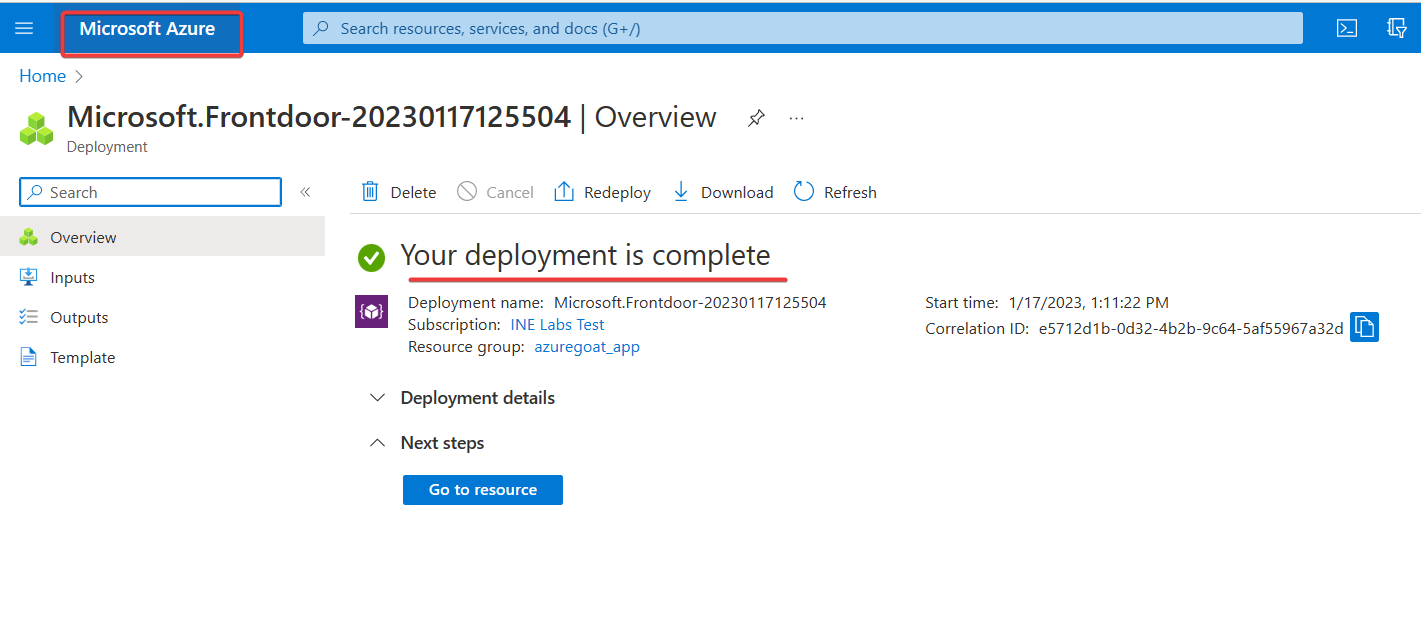 Microsoft Azure
Search resources, services, and docs (G+/)
Home
Microsoft.Frontdoor-20230117125504 | Overview
Deployment
Search
Delete
Cancel
Redeploy
Download
Refresh
Overview
Inputs
Outputs
Template
Your deployment is complete
Deployment name: Microsoft.Frontdoor-20230117125504
Subscription: INE Labs Test
Resource group: azuregoat_app
Start time: 1/17/2023, 1:11:22 PM
Correlation ID: e5712d1b-0d32-4b2b-9c64-5af55967a32d
Deployment details
Next steps
Go to resource